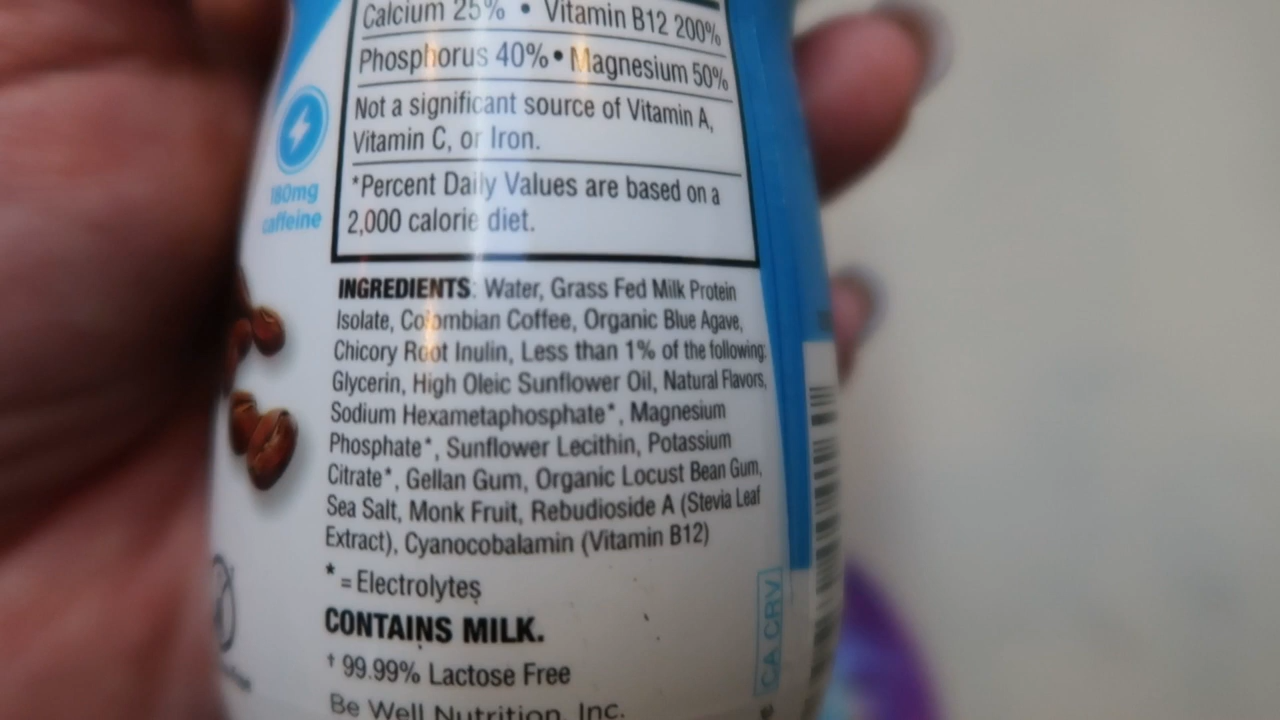 Calcium 25% • Vitamin B12 200%
Phosphorus 40% • Magnesium 50%
Not a significant source of Vitamin A,
Vitamin C, or Iron.
*Percent Daily Values are based on a
2,000 calorie diet.
180mg
caffeine
INGREDIENTS: Water, Grass Fed Milk Protein
Isolate, Colombian Coffee, Organic Blue Agave,
Chicory Root Inulin, Less than 1% of the following:
Glycerin, High Oleic Sunflower Oil, Natural Flavors,
Sodium Hexametaphosphate*, Magnesium
Phosphate*, Sunflower Lecithin, Potassium
Citrate*, Gellan Gum, Organic Locust Bean Gum,
Sea Salt, Monk Fruit, Rebudioside A (Stevia Leaf
Extract), Cyanocobalamin (Vitamin B12)
* = Electrolytes
CONTAINS MILK.
† 99.99% Lactose Free
Be Well Nutrition, Inc.
CA CRV